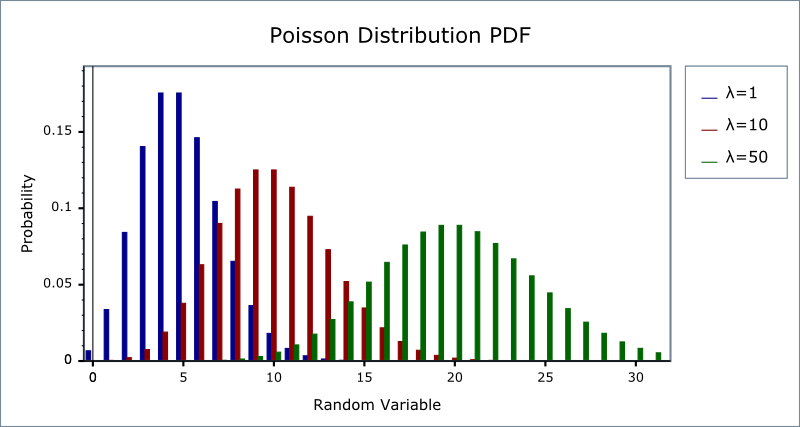 Poisson Distribution PDF
λ=1
λ=10
λ=50
Probability
0.15
0.1
0.05
0
0 5 10 15 20 25 30
Random Variable